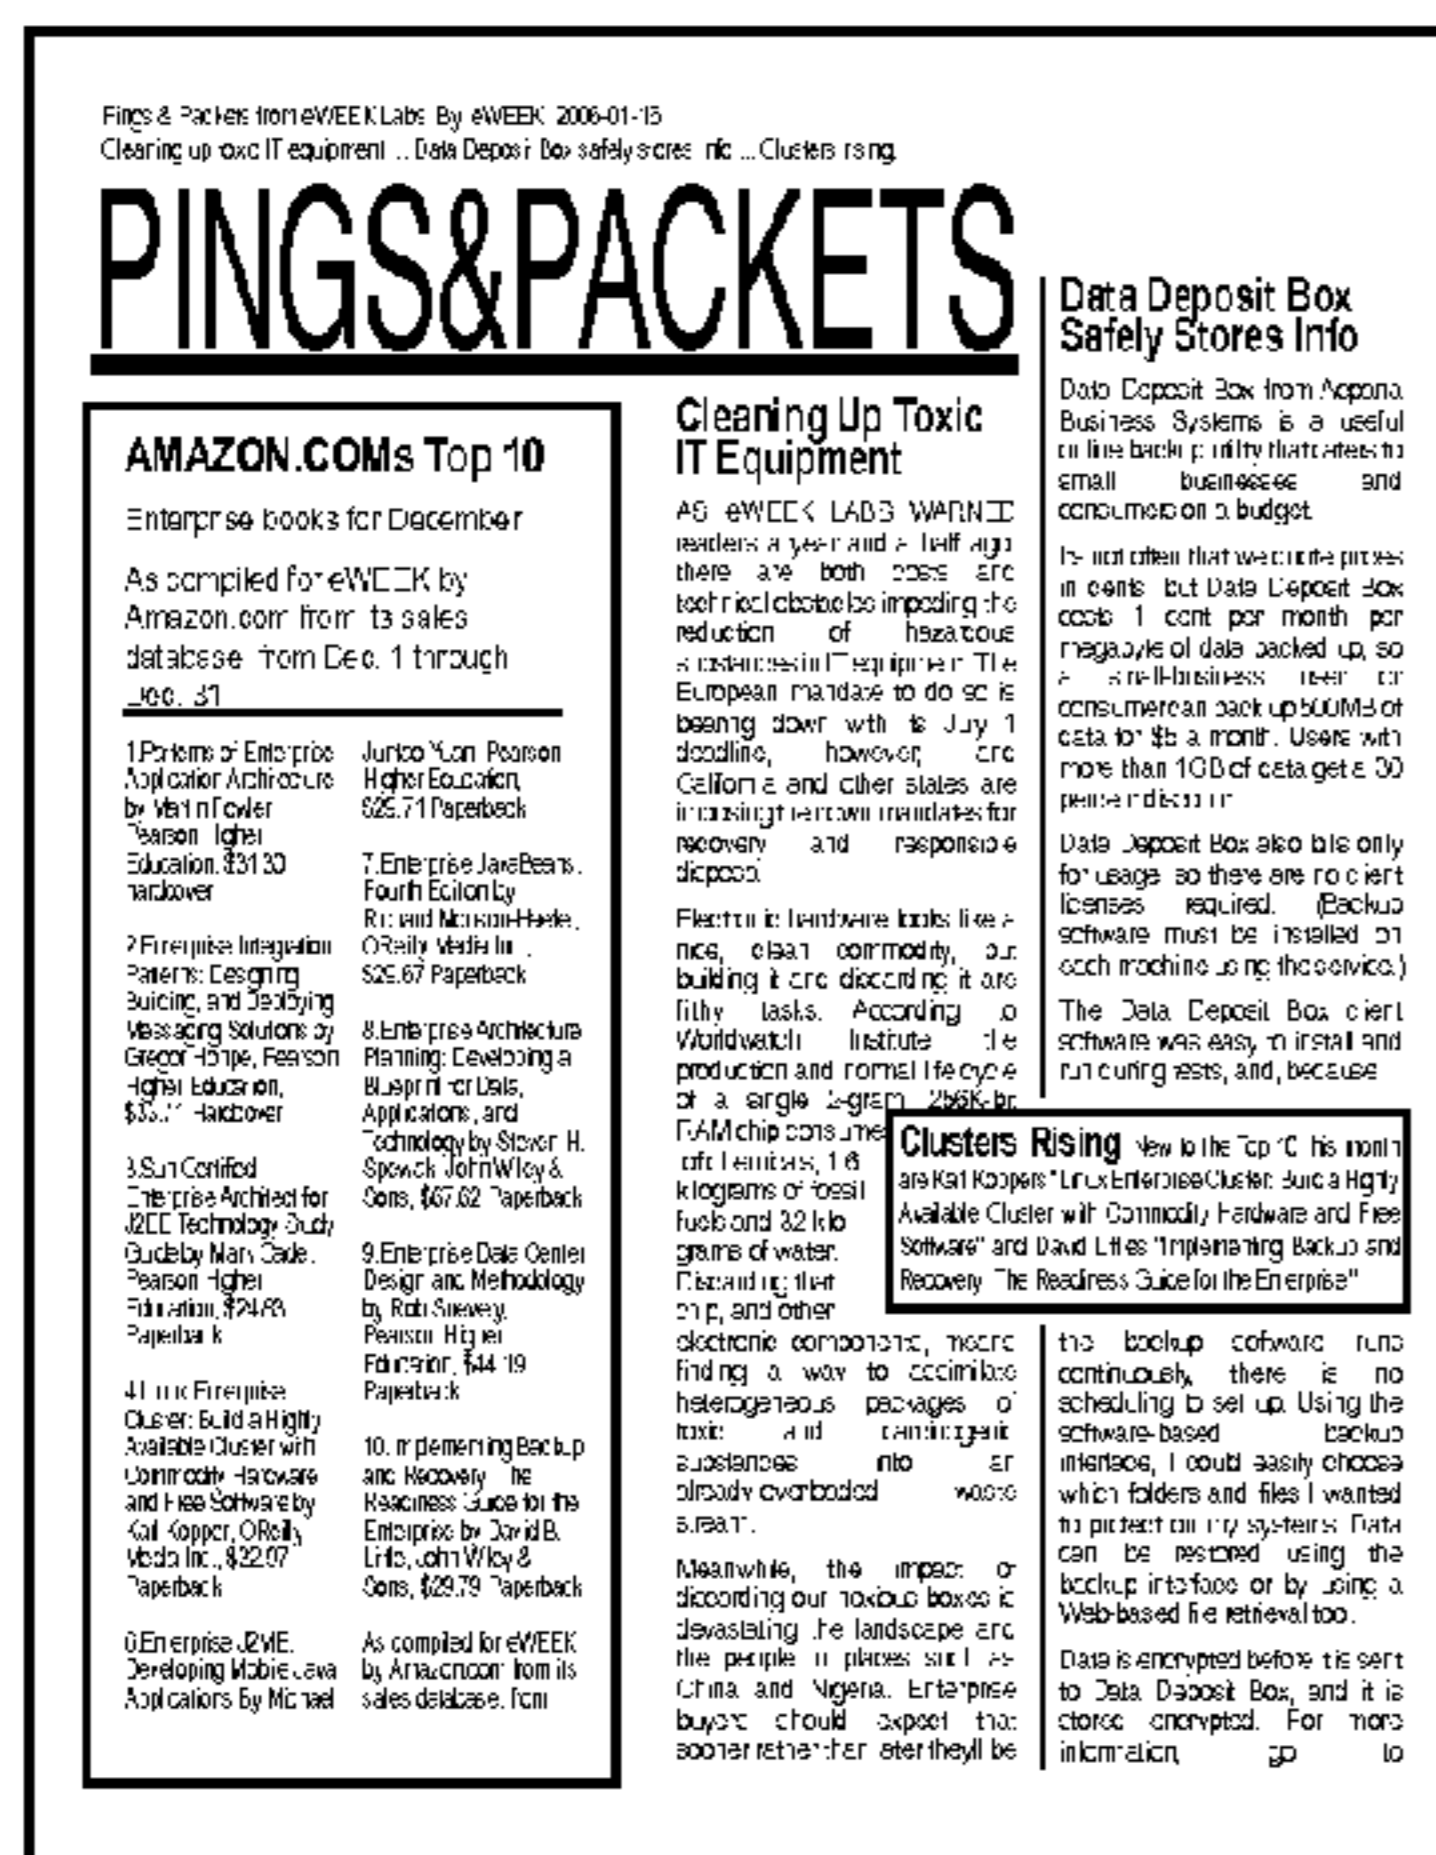 Pings & Packets from eWEEK Labs By eWEEK 2006-01-16
Cleaning up toxic IT equipment ... Data Deposit Box safely stores info ... Clusters rising.
PINGS&PACKETS
AMAZON.COMs Top 10
Enterprise books for December
As compiled for eWEEK by
Amazon.com from its sales
database from Dec. 1 through
Dec. 31
1.Patterns of Enterprise
Application Architecture
by Martin Fowler
Pearson Higher
Education, $31.30
hardcover
2.Enterprise Integration
Patterns: Designing
Building, and Deploying
Messaging Solutions by
Gregor Hohpe, Pearson
Higher Education,
Hardcover
3.Sun Certified
Enterprise Architect for
J2EE Technology Study
Guide by Mark Cade,
Pearson Higher
Education, $24.63
Paperback
4.Linux Enterprise
Cluster: Build a Highly
Available Cluster with
Commodity Hardware
and Free Software by
Karl Kopper, OReilly
Media Inc., $32.97
Paperback
6.Enterprise J2ME:
Developing Mobile Java
Applications By Michael
Juntao Yuan, Pearson
Higher Education,
$29.71 Paperback
7.Enterprise JavaBeans,
Fourth Edition by
Richard Monson-Haefel,
OReilly Media Inc.,
$29.67 Paperback
8.Enterprise Architecture
Planning: Developing a
Blueprint for Data,
Applications, and
Technology by Steven H.
Spewak, John Wiley &
Sons, $67.62 Paperback
9.Enterprise Data Center
Design and Methodology
by Rob Snevely,
Pearson Higher
Education, $44.19
Paperback
10. Implementing Backup
and Recovery The
Readiness Guide for the
Enterprise by David B.
Little, John Wiley &
Sons, $29.79 Paperback
As compiled for eWEEK
by Amazon.com from its
sales database, from
Cleaning Up Toxic
IT Equipment
AS eWEEK LABS WARNED
readers a year and a half ago,
there are both costs and
technical obstacles impeding the
reduction of hazardous
substances in IT equipment. The
European mandate to do so is
bearing down with its July 1
deadline, however, and
California and other states are
imposing their own mandates for
recovery and responsible
disposal.
Electronic hardware looks like a
nice, clean commodity, but
building it and discarding it are
filthy tasks. According to
Worldwatch Institute the
production and normal life cycle
of a single 2-gram, 256K-bit
RAM chip consumes
of chemicals, 1.6
kilograms of fossil
fuels and 32 kilo
grams of water.
Discarding that
chip, and other
electronic components, means
finding a way to assimilate
heterogeneous packages of
toxic and carcinogenic
substances into an
already overloaded waste
stream.
Meanwhile, the impact of
discarding our noxious boxes is
devastating the landscape and
the people in places such as
China and Nigeria. Enterprise
buyers should expect that
sooner rather than later theyll be
Data Deposit Box
Safely Stores Info
Data Deposit Box from Acpana
Business Systems is a useful
online backup utility that caters to
small businesses and
consumers on a budget.
Its not often that we quote prices
in cents, but Data Deposit Box
costs 1 cent per month per
megabyte of data backed up, so
a small-business user or
consumer can back up 500MB of
data for $5 a month. Users with
more than 1GB of data get a 30
percent discount.
Data Deposit Box also bills only
for usage, so there are no client
licenses required. (Backup
software must be installed on
each machine using the service.)
The Data Deposit Box client
software was easy to install and
run during tests, and, because
Clusters Rising New to the Top 10 this month
are Karl Koppers "Linux Enterprise Cluster: Build a Highly
Available Cluster with Commodity Hardware and Free
Software" and David Littles "Implementing Backup and
Recovery The Readiness Guide for the Enterprise"
the backup software runs
continuously, there is no
scheduling to set up. Using the
software-based backup
interface, I could easily choose
which folders and files I wanted
to protect on my systems. Data
can be restored using the
backup interface or by using a
Web-based file retrieval tool.
Data is encrypted before it is sent
to Data Deposit Box, and it is
stored encrypted. For more
information, go to